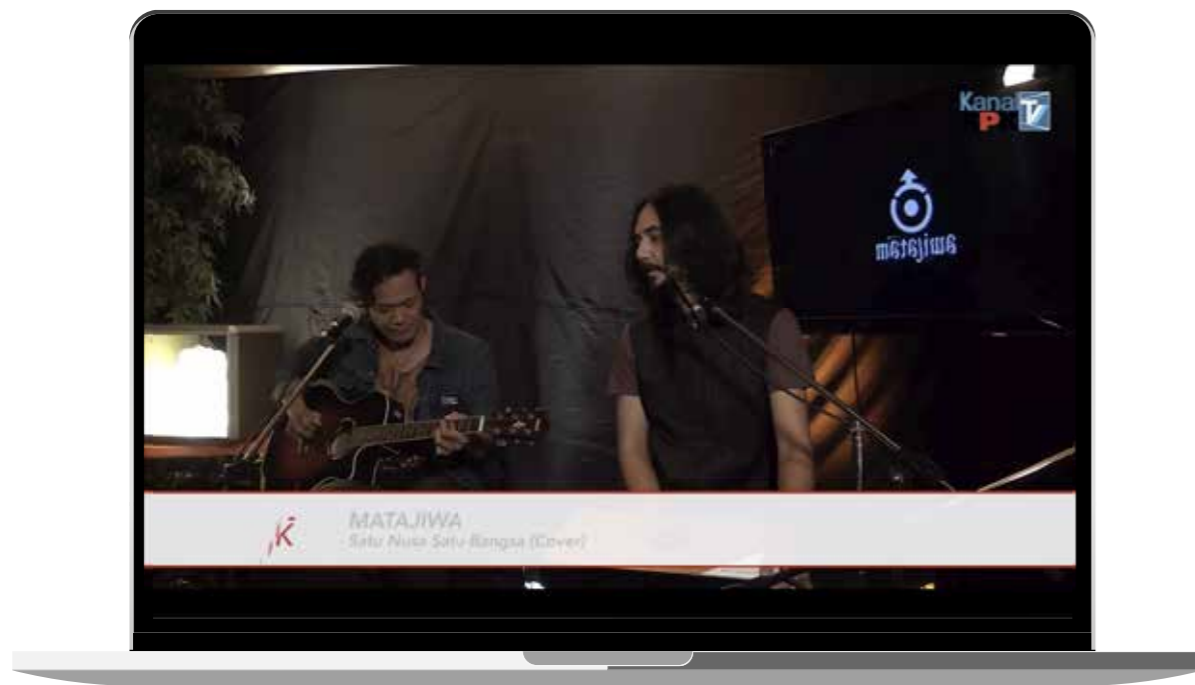 Kanal
P TV
matajiwa
MATAJIWA
Satu Nusa Satu Bangsa (Cover)